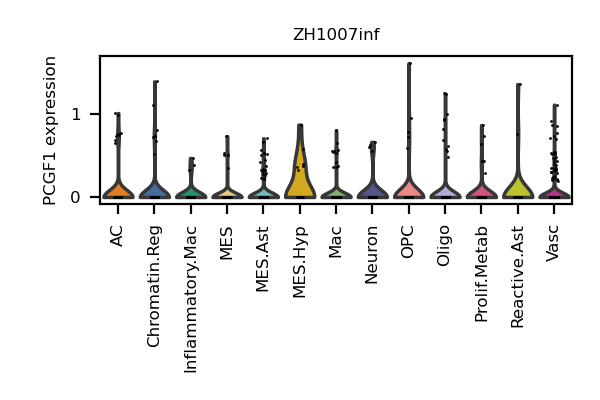 ZH1007inf
PCGF1 expression
1
0
AC
Chromatin.Reg
Inflammatory.Mac
MES
MES.Ast
MES.Hyp
Mac
Neuron
OPC
Oligo
Prolif.Metab
Reactive.Ast
Vasc